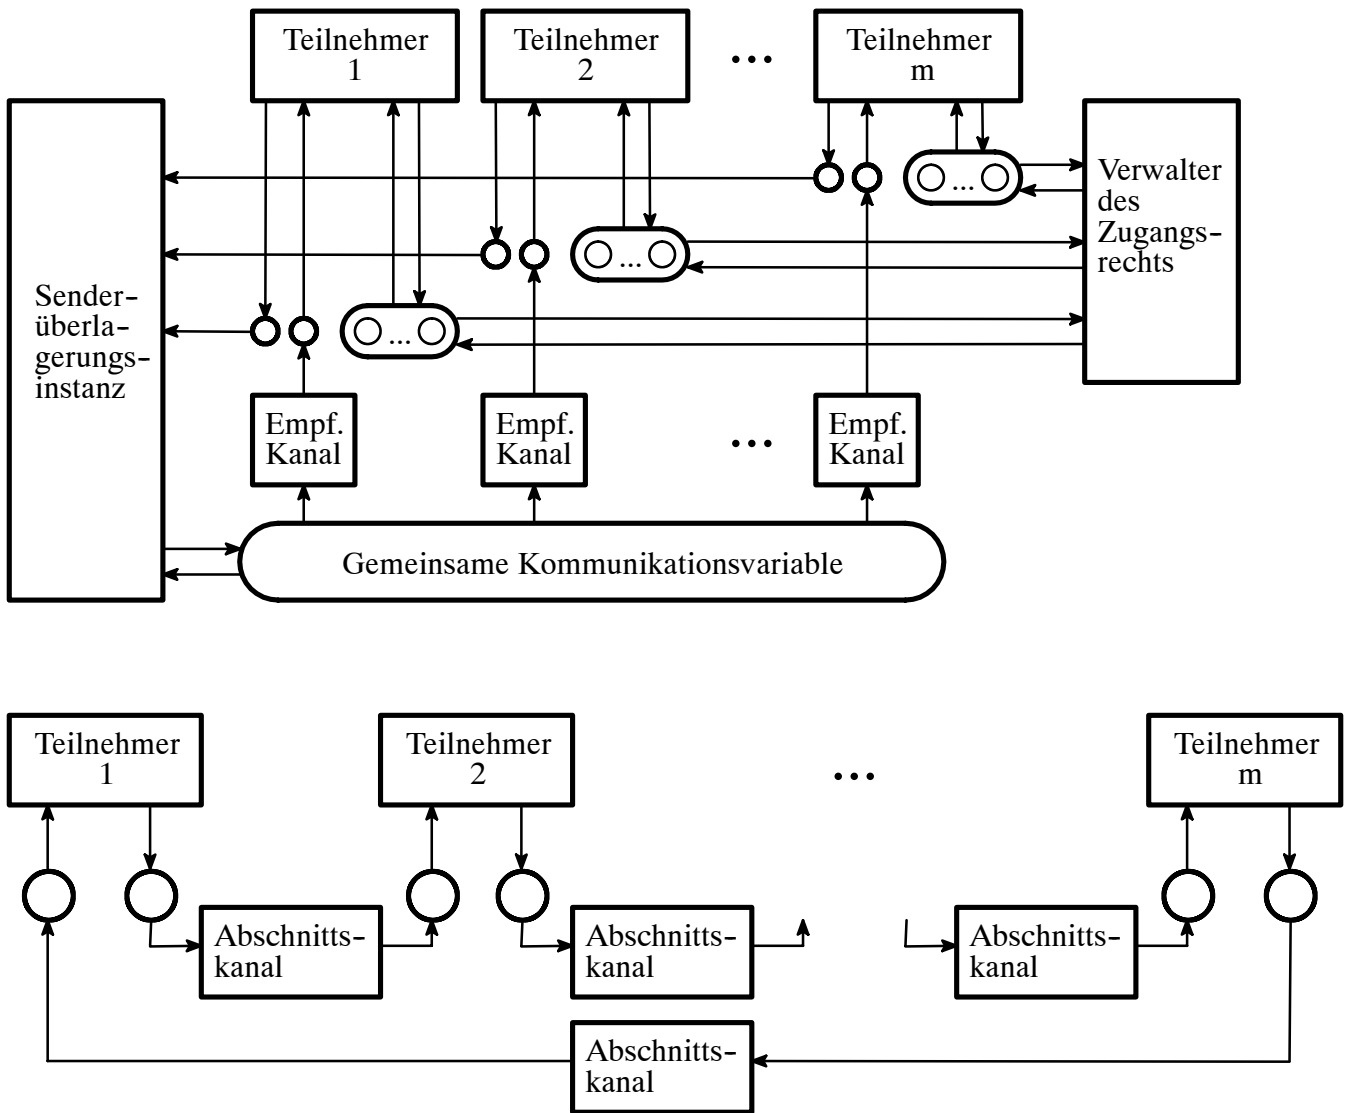 Teilnehmer
1
Teilnehmer
2
...
Teilnehmer
m
Sender-
überla-
gerungs-
instanz
...
...
...
Verwalter
des
Zugangs-
rechts
Empf.
Kanal
Empf.
Kanal
...
Empf.
Kanal
Gemeinsame Kommunikationsvariable
Teilnehmer
1
Teilnehmer
2
...
Teilnehmer
m
Abschnitts-
kanal
Abschnitts-
kanal
Abschnitts-
kanal
Abschnitts-
kanal